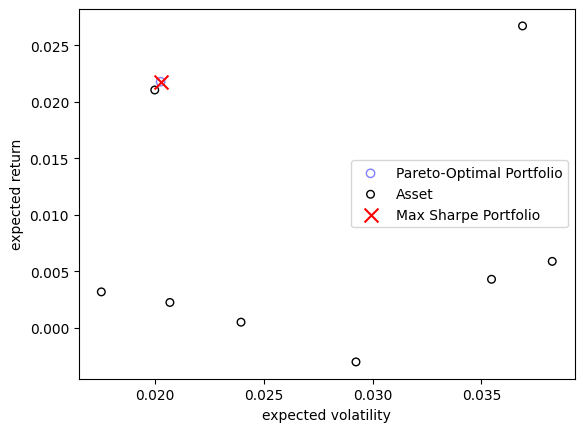 0.025
0.020
0.015
0.010
0.005
0.000
expected return
Pareto-Optimal Portfolio
Asset
Max Sharpe Portfolio
0.020 0.025 0.030 0.035
expected volatility